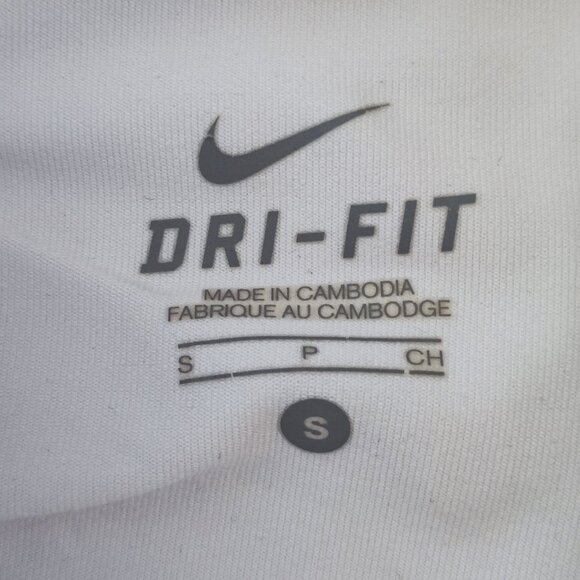 DRI-FIT
MADE IN CAMBODIA
FABRIQUE AU CAMBODGE
S P CH
S